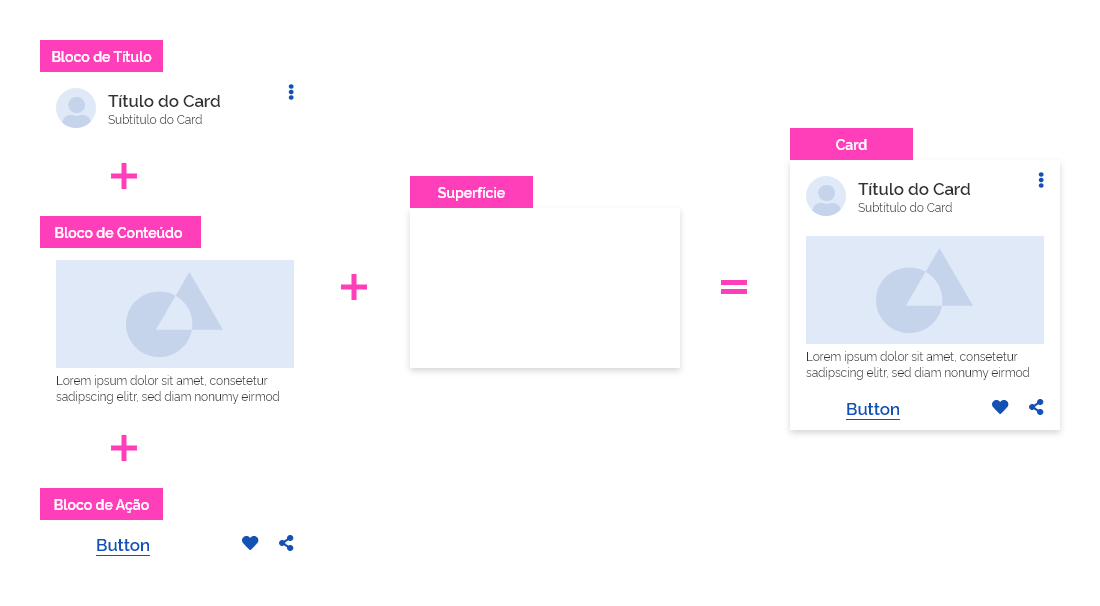 Bloco de Título
Título do Card
Subtítulo do Card
+
Bloco de Conteúdo
Lorem ipsum dolor sit amet, consetetur
sadipscing elitr, sed diam nonumy eirmod
+
Bloco de Ação
Button
+
Superfície
=
Card
Título do Card
Subtítulo do Card
Lorem ipsum dolor sit amet, consetetur
sadipscing elitr, sed diam nonumy eirmod
Button